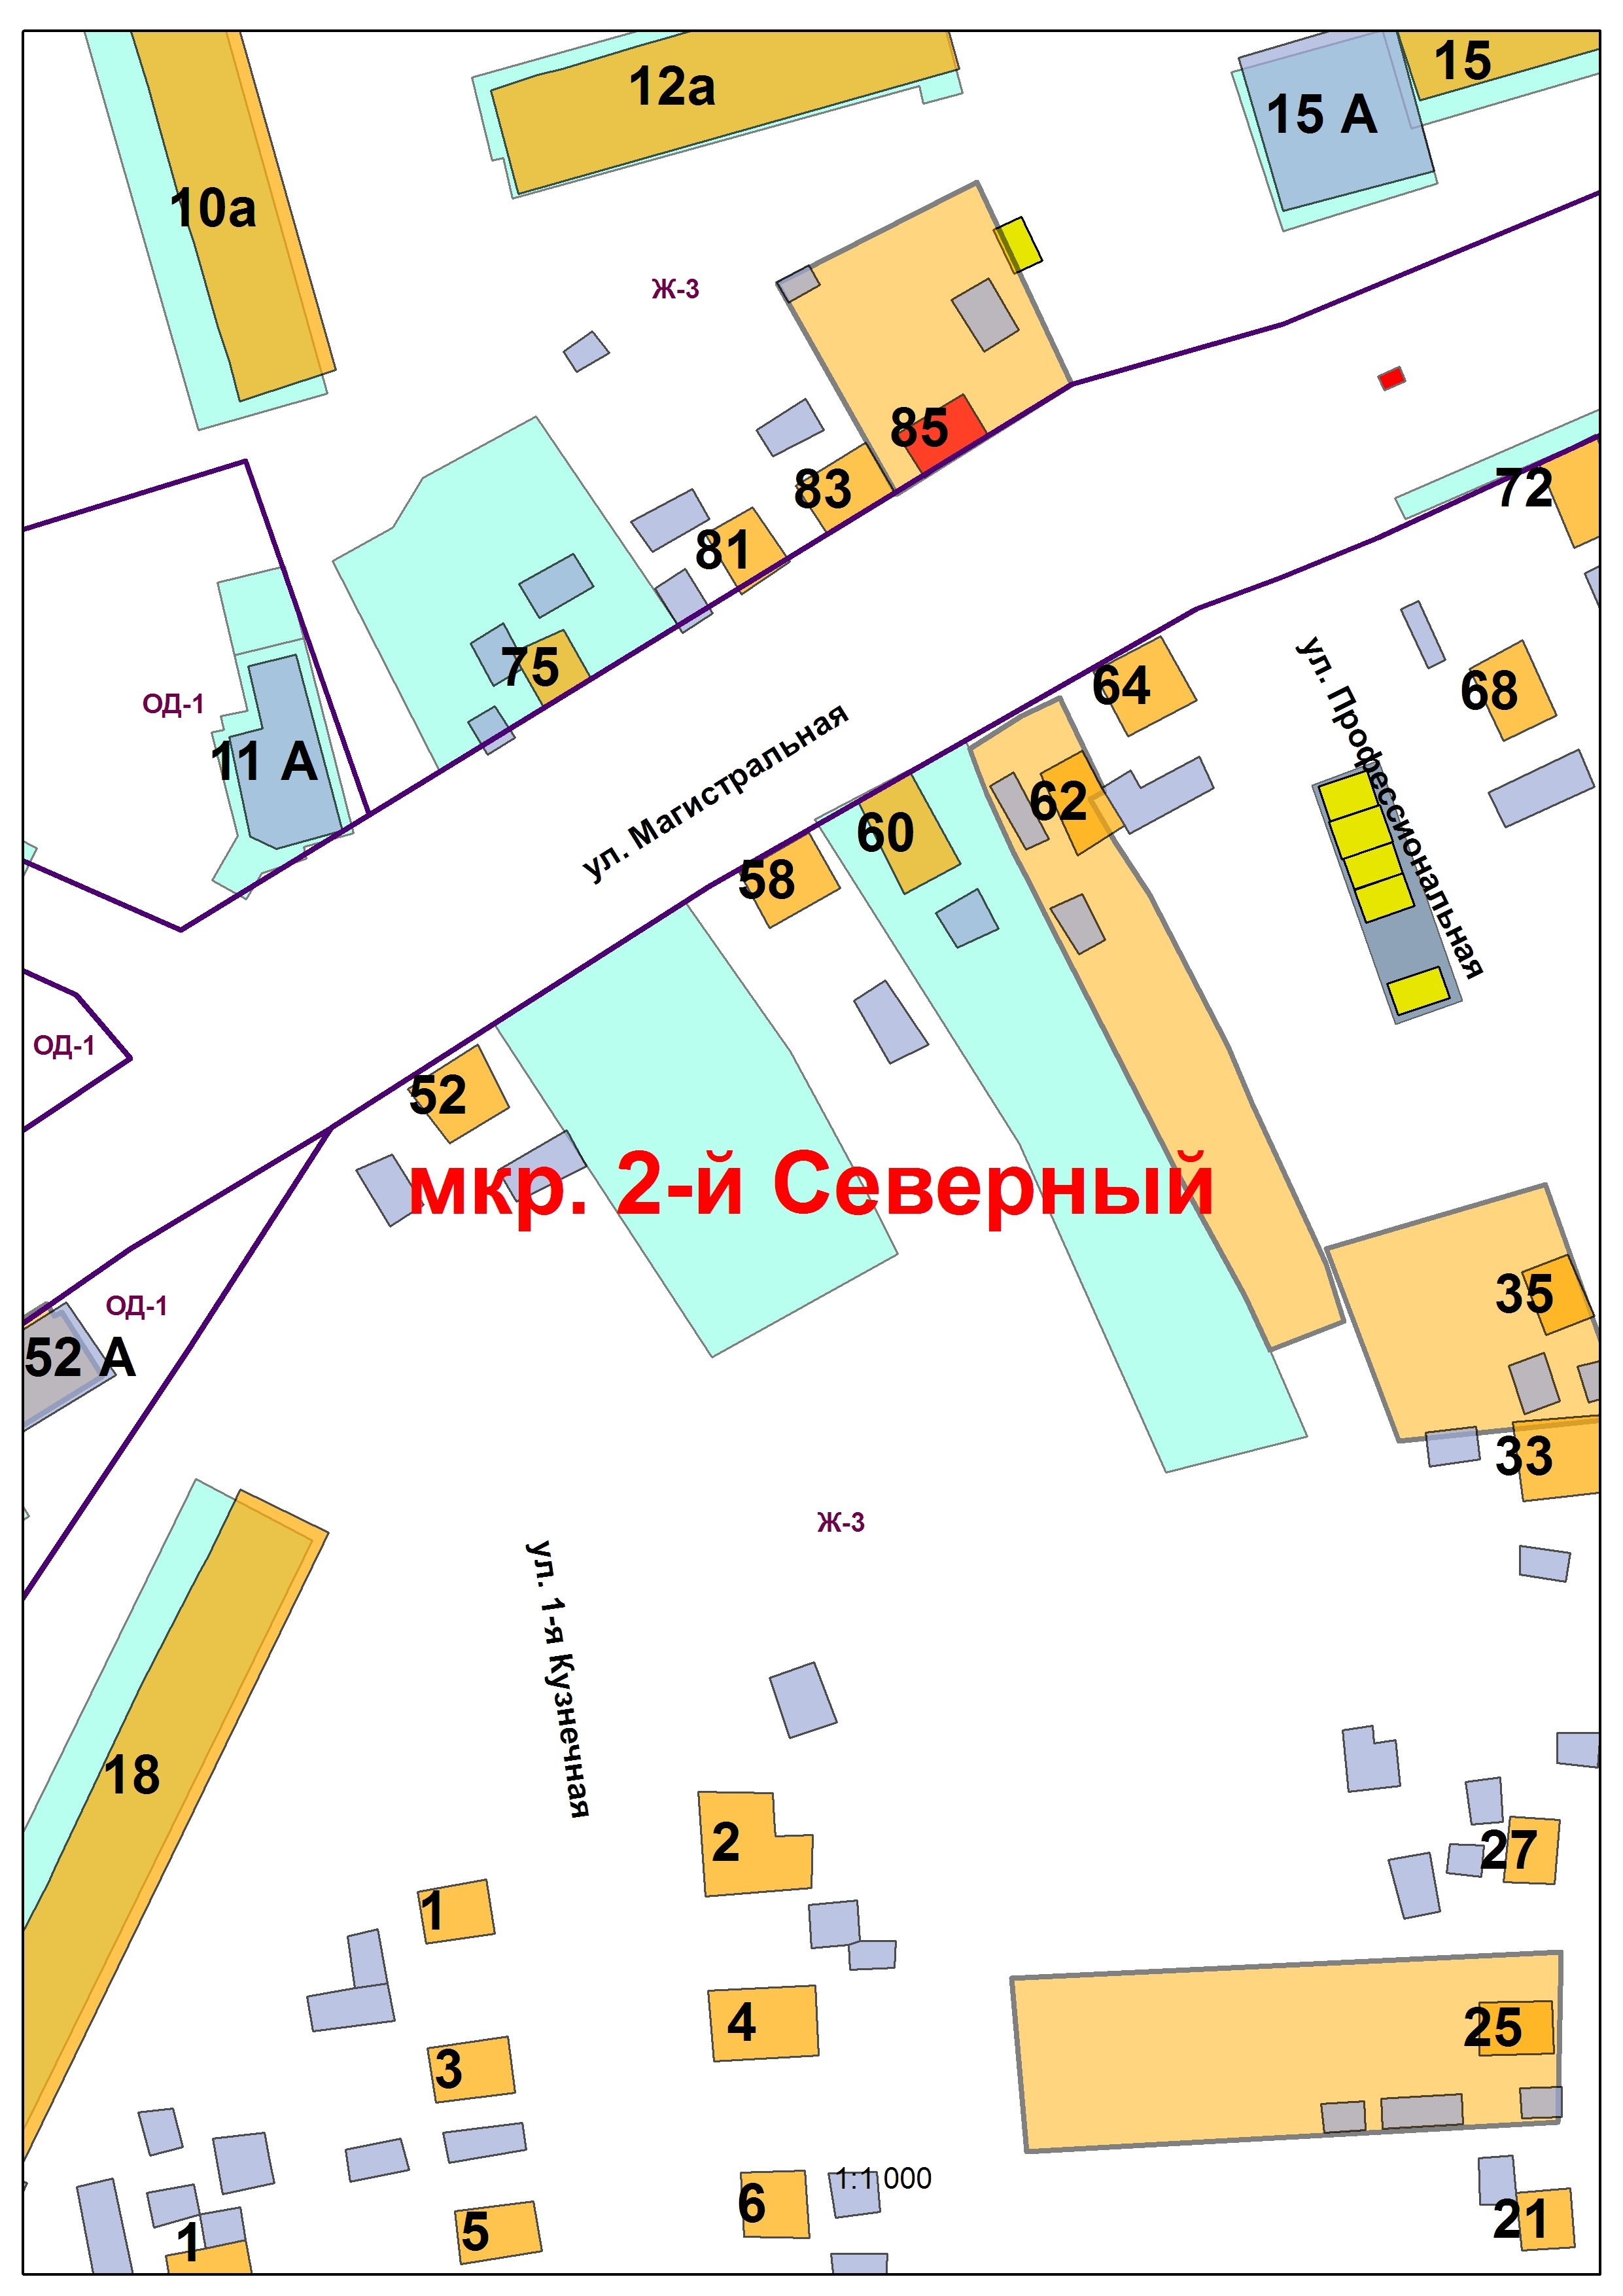 12а
15
15 А
10а
Ж-3
85
83
72
81
75
64
68
ОД-1
11 А
ул. Магистральная
ул. Профессиональная
62
60
58
ОД-1
52
мкр. 2-й Северный
35
ОД-1
52 А
33
Ж-3
ул. 1-я Кузнечная
18
2
27
1
4
25
3
1:1 000
6
21
5
1